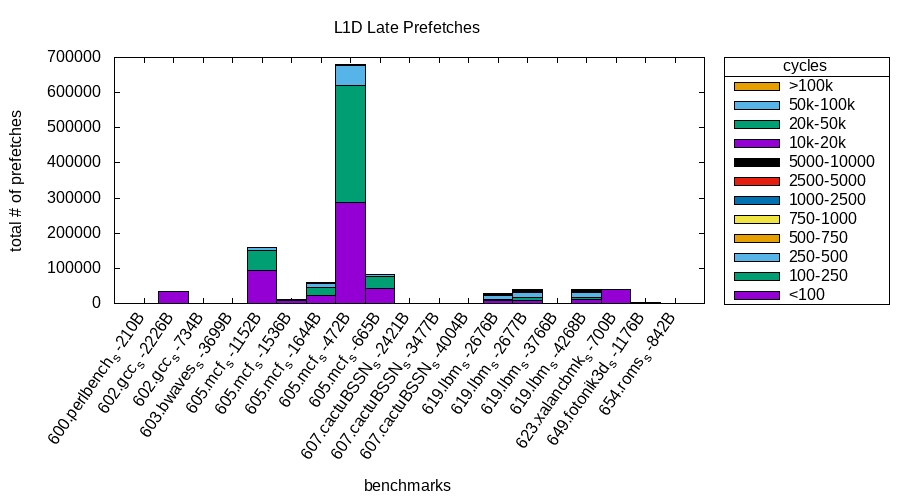 L1D Late Prefetches
total # of prefetches
700000
600000
500000
400000
300000
200000
100000
0
600.perlbench_s-210B
602.gcc_s-2226B
602.gcc_s-734B
603.bwaves_s-3699B
605.mcf_s-1152B
605.mcf_s-1536B
605.mcf_s-1644B
605.mcf_s-472B
605.mcf_s-665B
607.cactuBSSN_s-2421B
607.cactuBSSN_s-3477B
607.cactuBSSN_s-4004B
619.lbm_s-2676B
619.lbm_s-2677B
619.lbm_s-3766B
619.lbm_s-4268B
623.xalancbmk_s-700B
649.fotonik3d_s-1176B
654.roms_s-842B
benchmarks
cycles
>100k
50k-100k
20k-50k
10k-20k
5000-10000
2500-5000
1000-2500
750-1000
500-750
250-500
100-250
<100